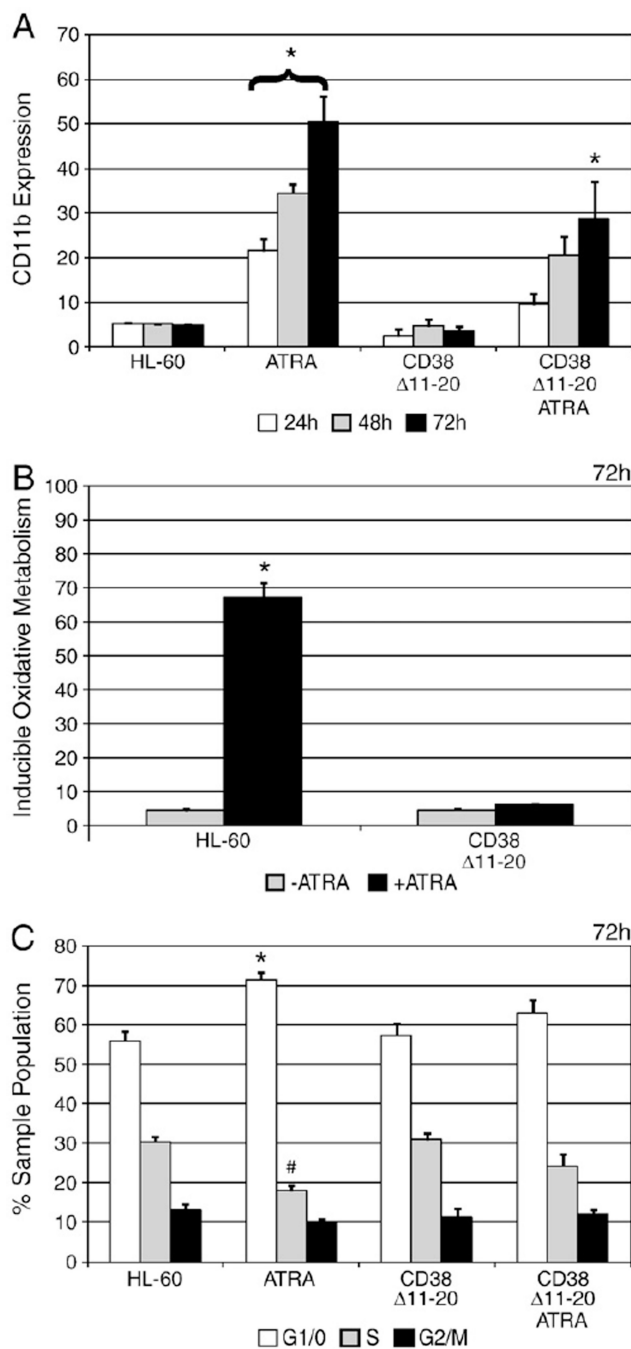 A
CD11b Expression
70
60
50
40
30
20
10
0
*
*
HL-60
ATRA
CD38
Δ11-20
CD38
Δ11-20
ATRA
24h 48h 72h
B
72h
Inducible Oxidative Metabolism
100
90
80
70
60
50
40
30
20
10
0
*
HL-60
CD38
Δ11-20
-ATRA +ATRA
C
72h
% Sample Population
80
70
60
50
40
30
20
10
0
*
#
HL-60
ATRA
CD38
Δ11-20
CD38
Δ11-20
ATRA
G1/0 S G2/M